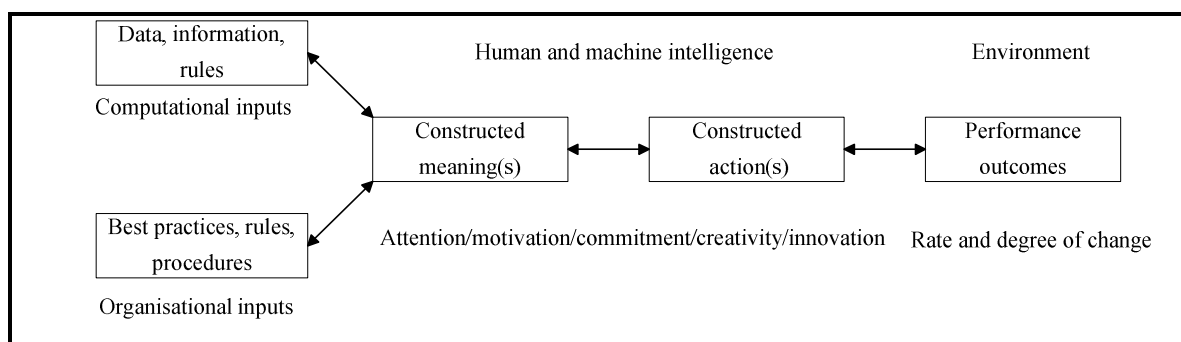 Data, information,
rules
Computational inputs
Human and machine intelligence
Environment
Constructed
meaning(s)
Constructed
action(s)
Performance
outcomes
Best practices, rules,
procedures
Organisational inputs
Attention/motivation/commitment/creativity/innovation
Rate and degree of change